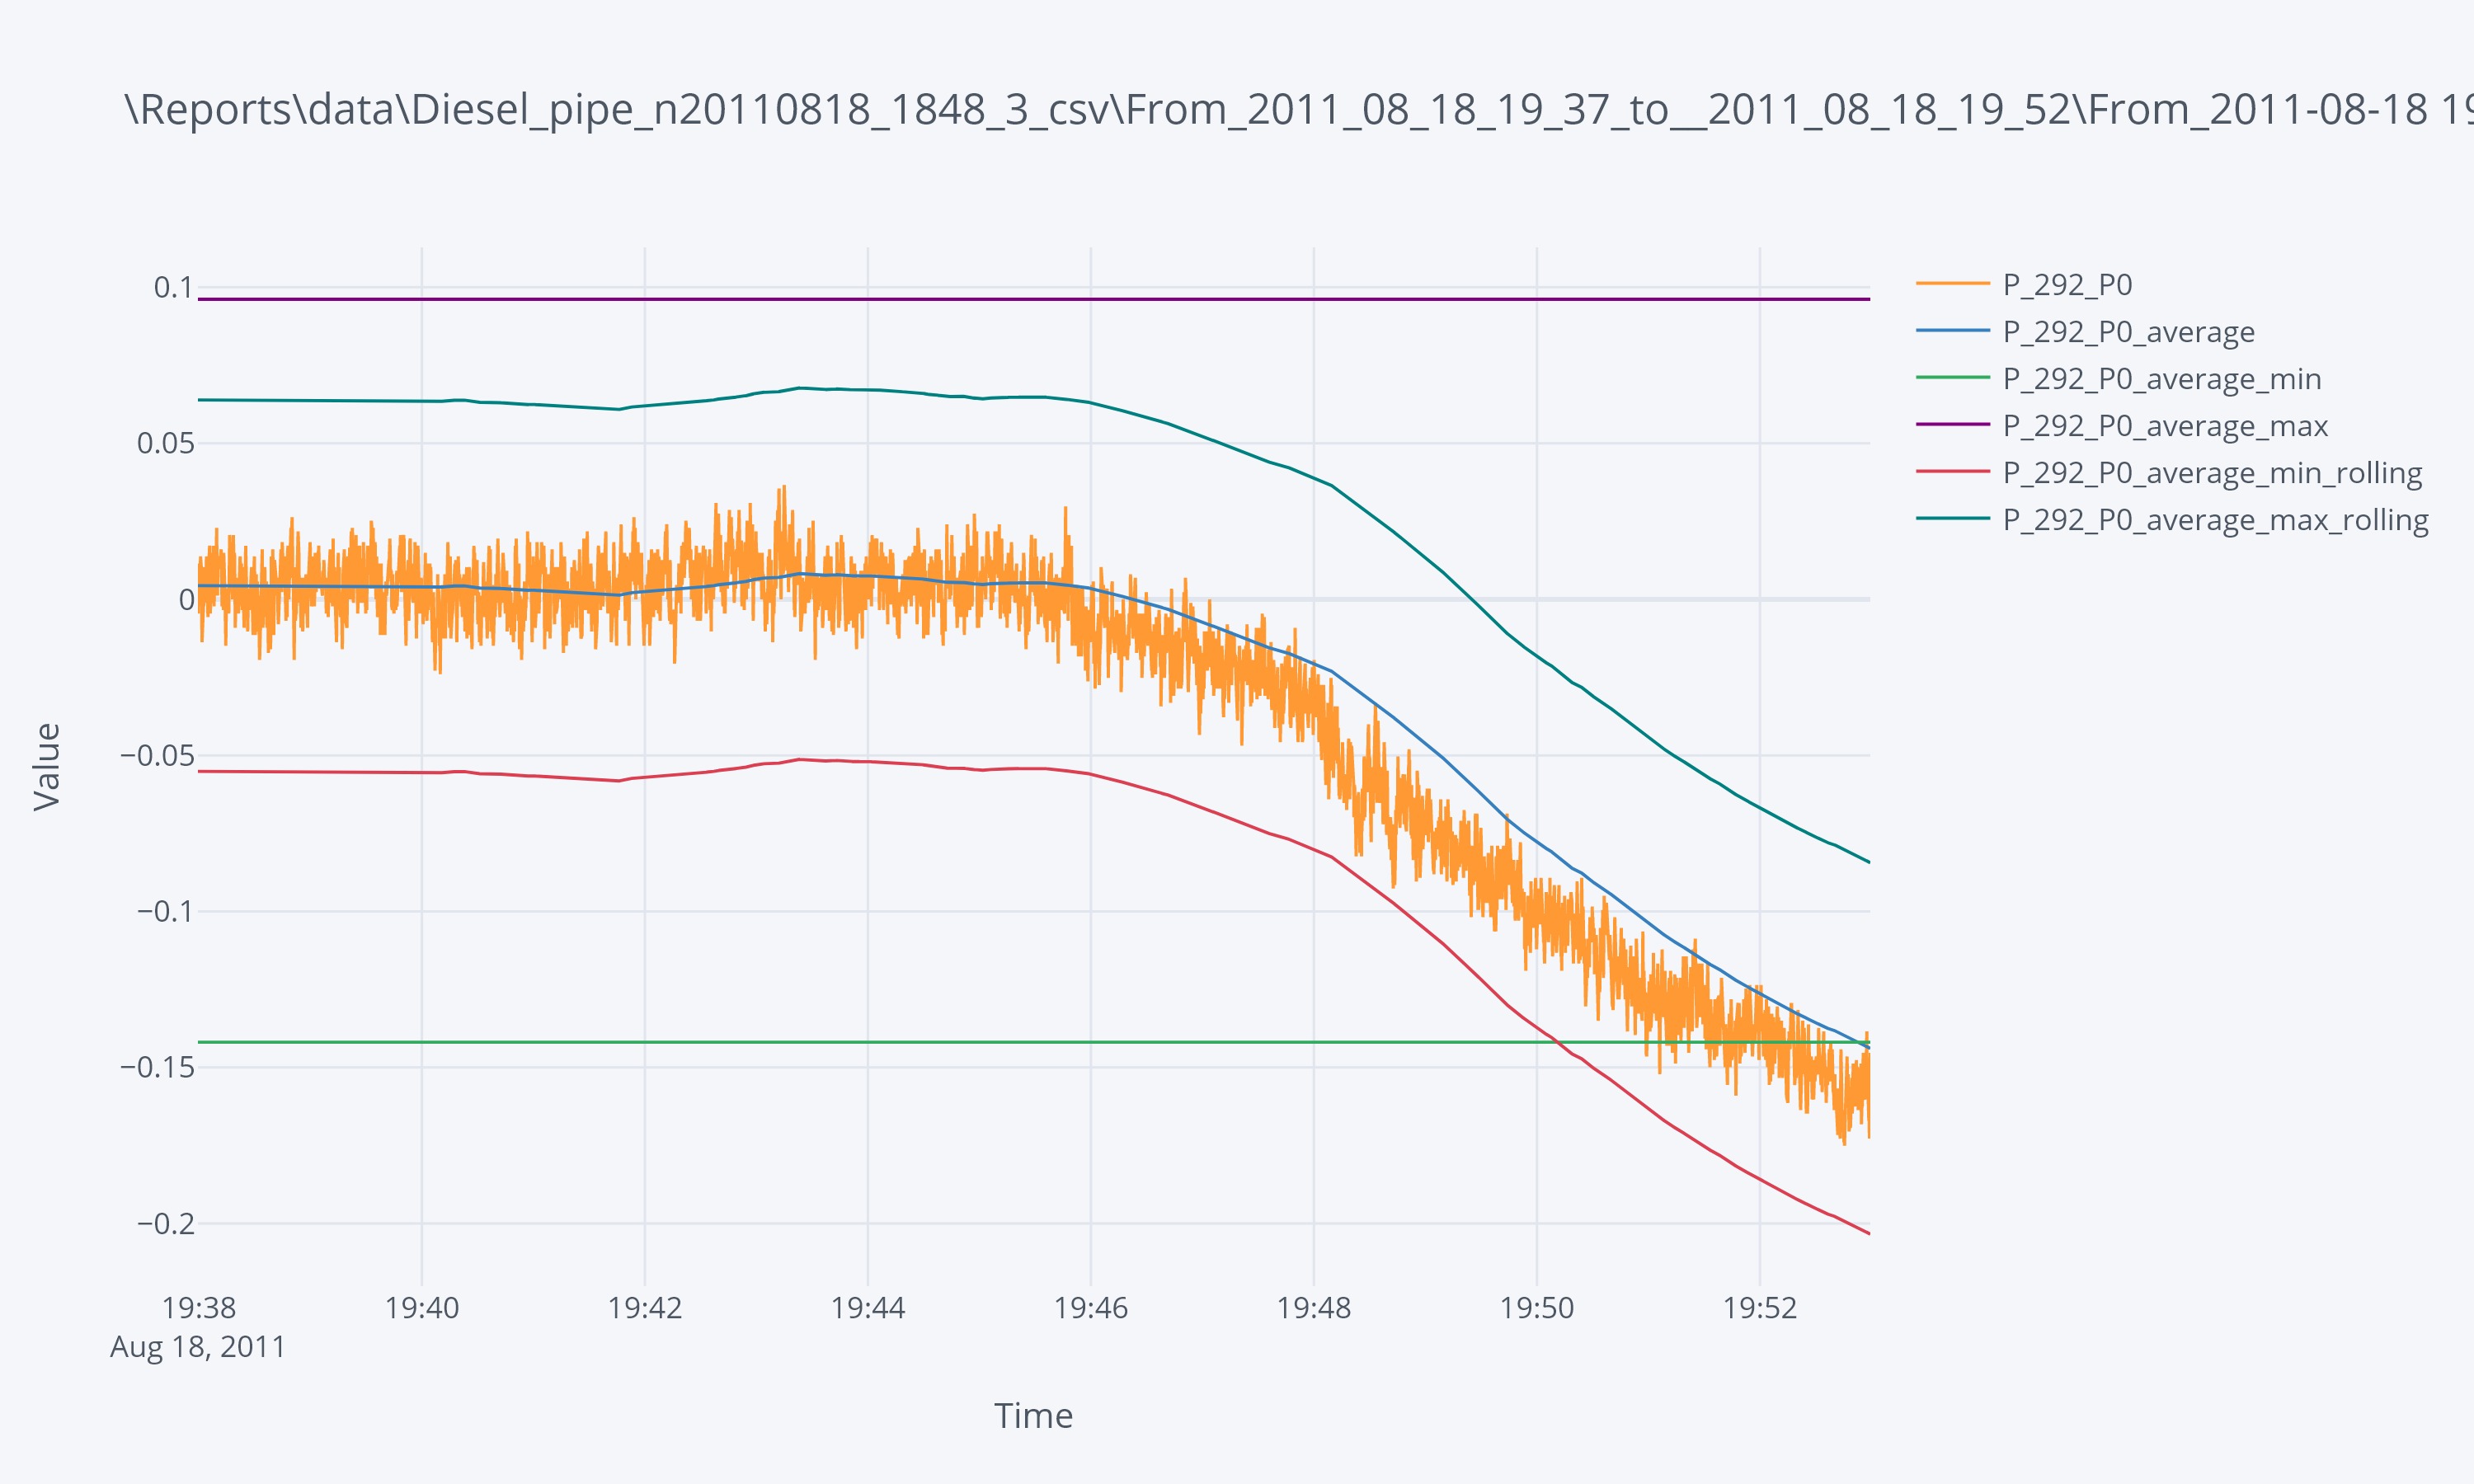 \Reports\data\Diesel_pipe_n20110818_1848_3_csv\From_2011_08_18_19_37_to__2011_08_18_19_52\From_2011-08-18 19
0.1
0.05
0
−0.05
−0.1
−0.15
−0.2
Value
19:38
Aug 18, 2011
19:40
19:42
19:44
19:46
19:48
19:50
19:52
Time
P_292_P0
P_292_P0_average
P_292_P0_average_min
P_292_P0_average_max
P_292_P0_average_min_rolling
P_292_P0_average_max_rolling